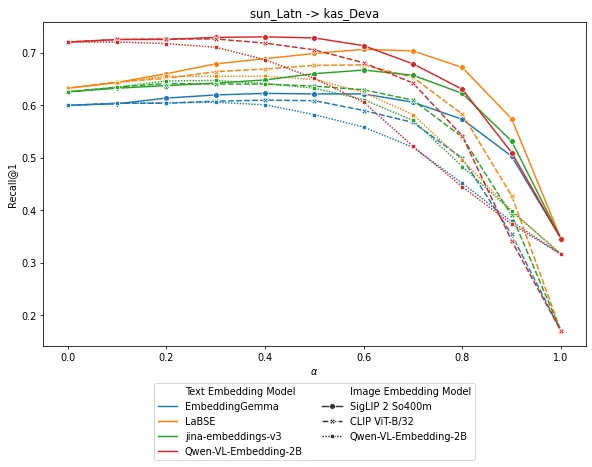 sun_Latn -> kas_Deva
Recall@1
0.7
0.6
0.5
0.4
0.3
0.2
0.0 0.2 0.4 0.6 0.8 1.0
α
Text Embedding Model Image Embedding Model
EmbeddingGemma SigLIP 2 So400m
LaBSE CLIP ViT-B/32
jina-embeddings-v3 Qwen-VL-Embedding-2B
Qwen-VL-Embedding-2B